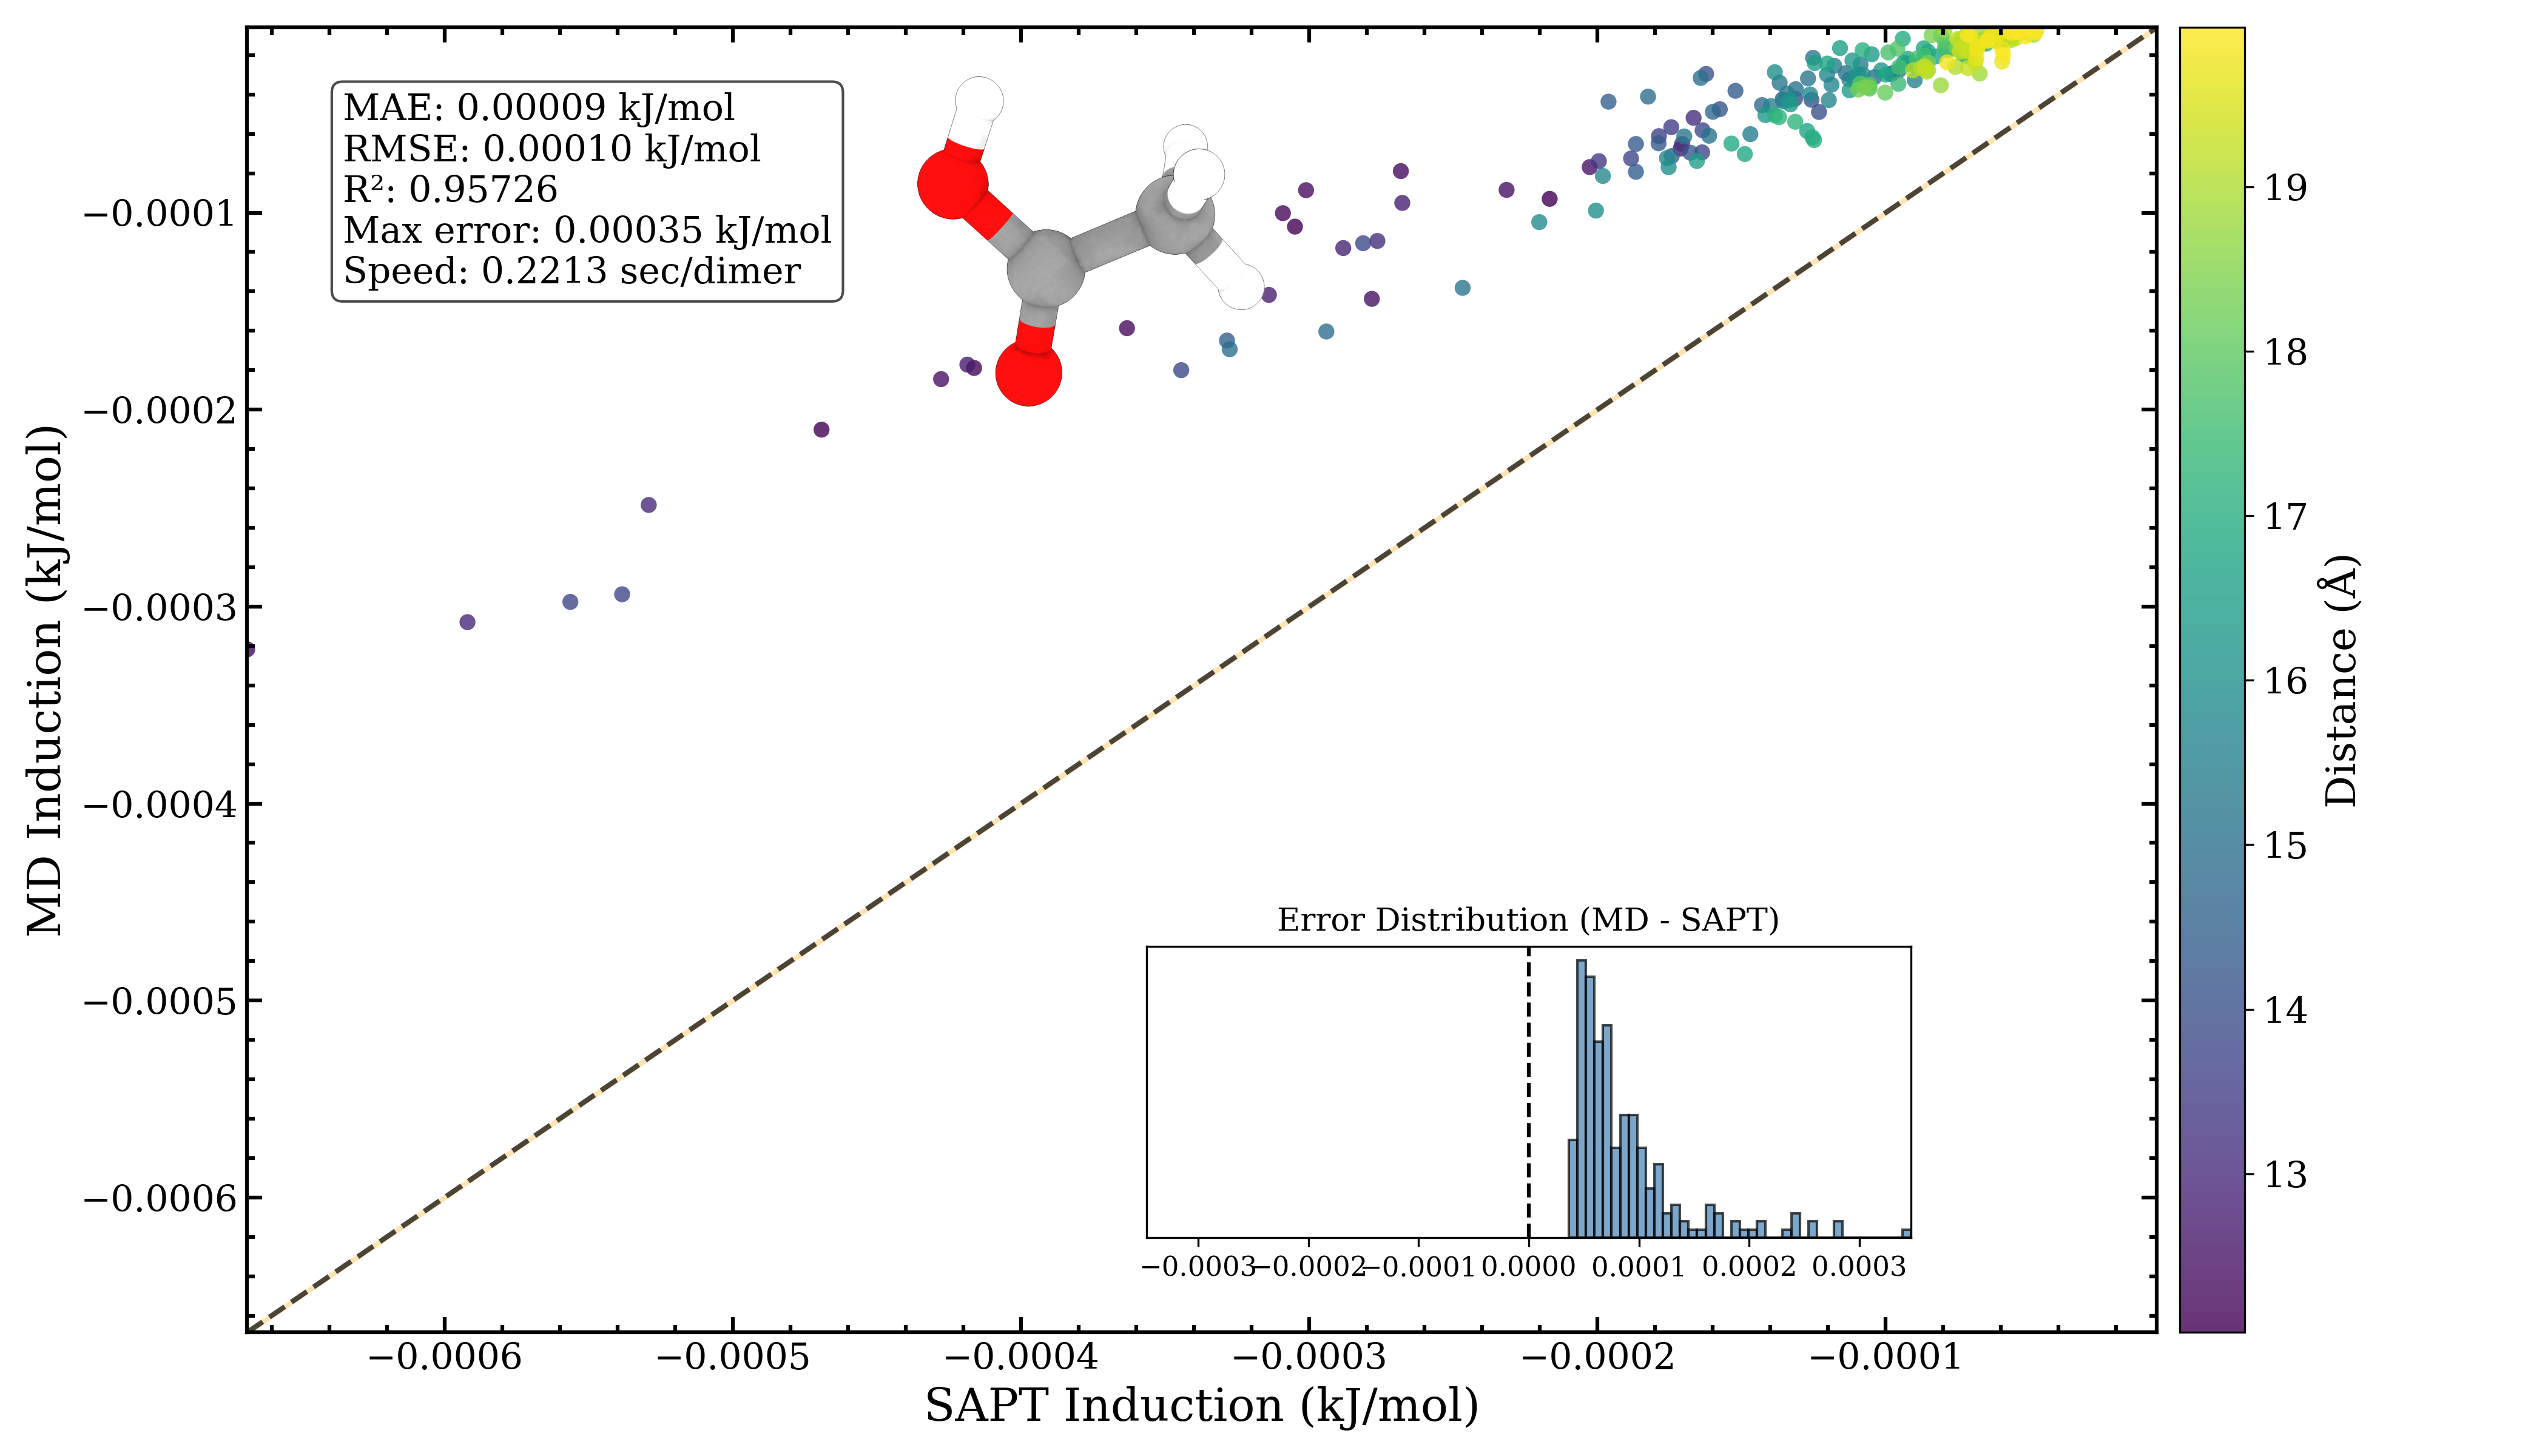 MAE: 0.00009 kJ/mol
RMSE: 0.00010 kJ/mol
R²: 0.95726
Max error: 0.00035 kJ/mol
Speed: 0.2213 sec/dimer
MD Induction (kJ/mol)
−0.0001
−0.0002
−0.0003
−0.0004
−0.0005
−0.0006
Error Distribution (MD - SAPT)
−0.0003 −0.0002 −0.0001 0.0000 0.0001 0.0002 0.0003
−0.0006 −0.0005 −0.0004 −0.0003 −0.0002 −0.0001
SAPT Induction (kJ/mol)
19
18
17
16
15
14
13
Distance (Å)